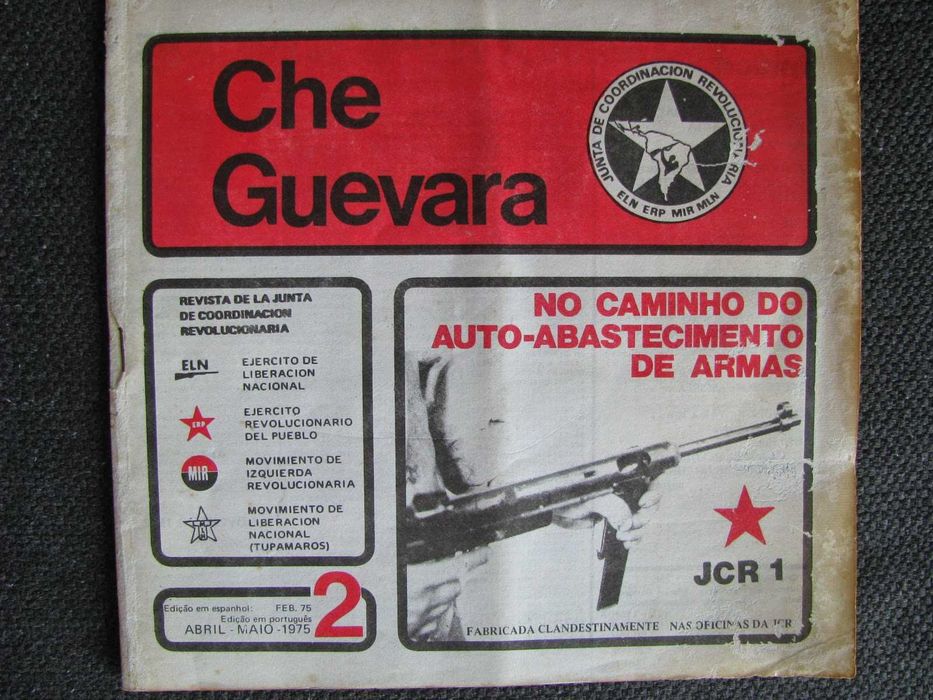 Che
Guevara
JUNTA DE COORDINACION REVOLUCIONARIA
ELN ERP MIR MLN
REVISTA DE LA JUNTA
DE COORDINACION
REVOLUCIONARIA
ELN
EJERCITO DE
LIBERACION
NACIONAL
ERP
EJERCITO
REVOLUCIONARIO
DEL PUEBLO
MIR
MOVIMIENTO DE
IZQUIERDA
REVOLUCIONARIA
MOVIMIENTO DE
LIBERACION
NACIONAL
(TUPAMAROS)
Edição em espanhol: FEB. 75
Edição em português
ABRIL - MAIO - 1975
2
NO CAMINHO DO
AUTO-ABASTECIMENTO
DE ARMAS
JCR 1
FABRICADA CLANDESTINAMENTE NAS OFICINAS DA JCR